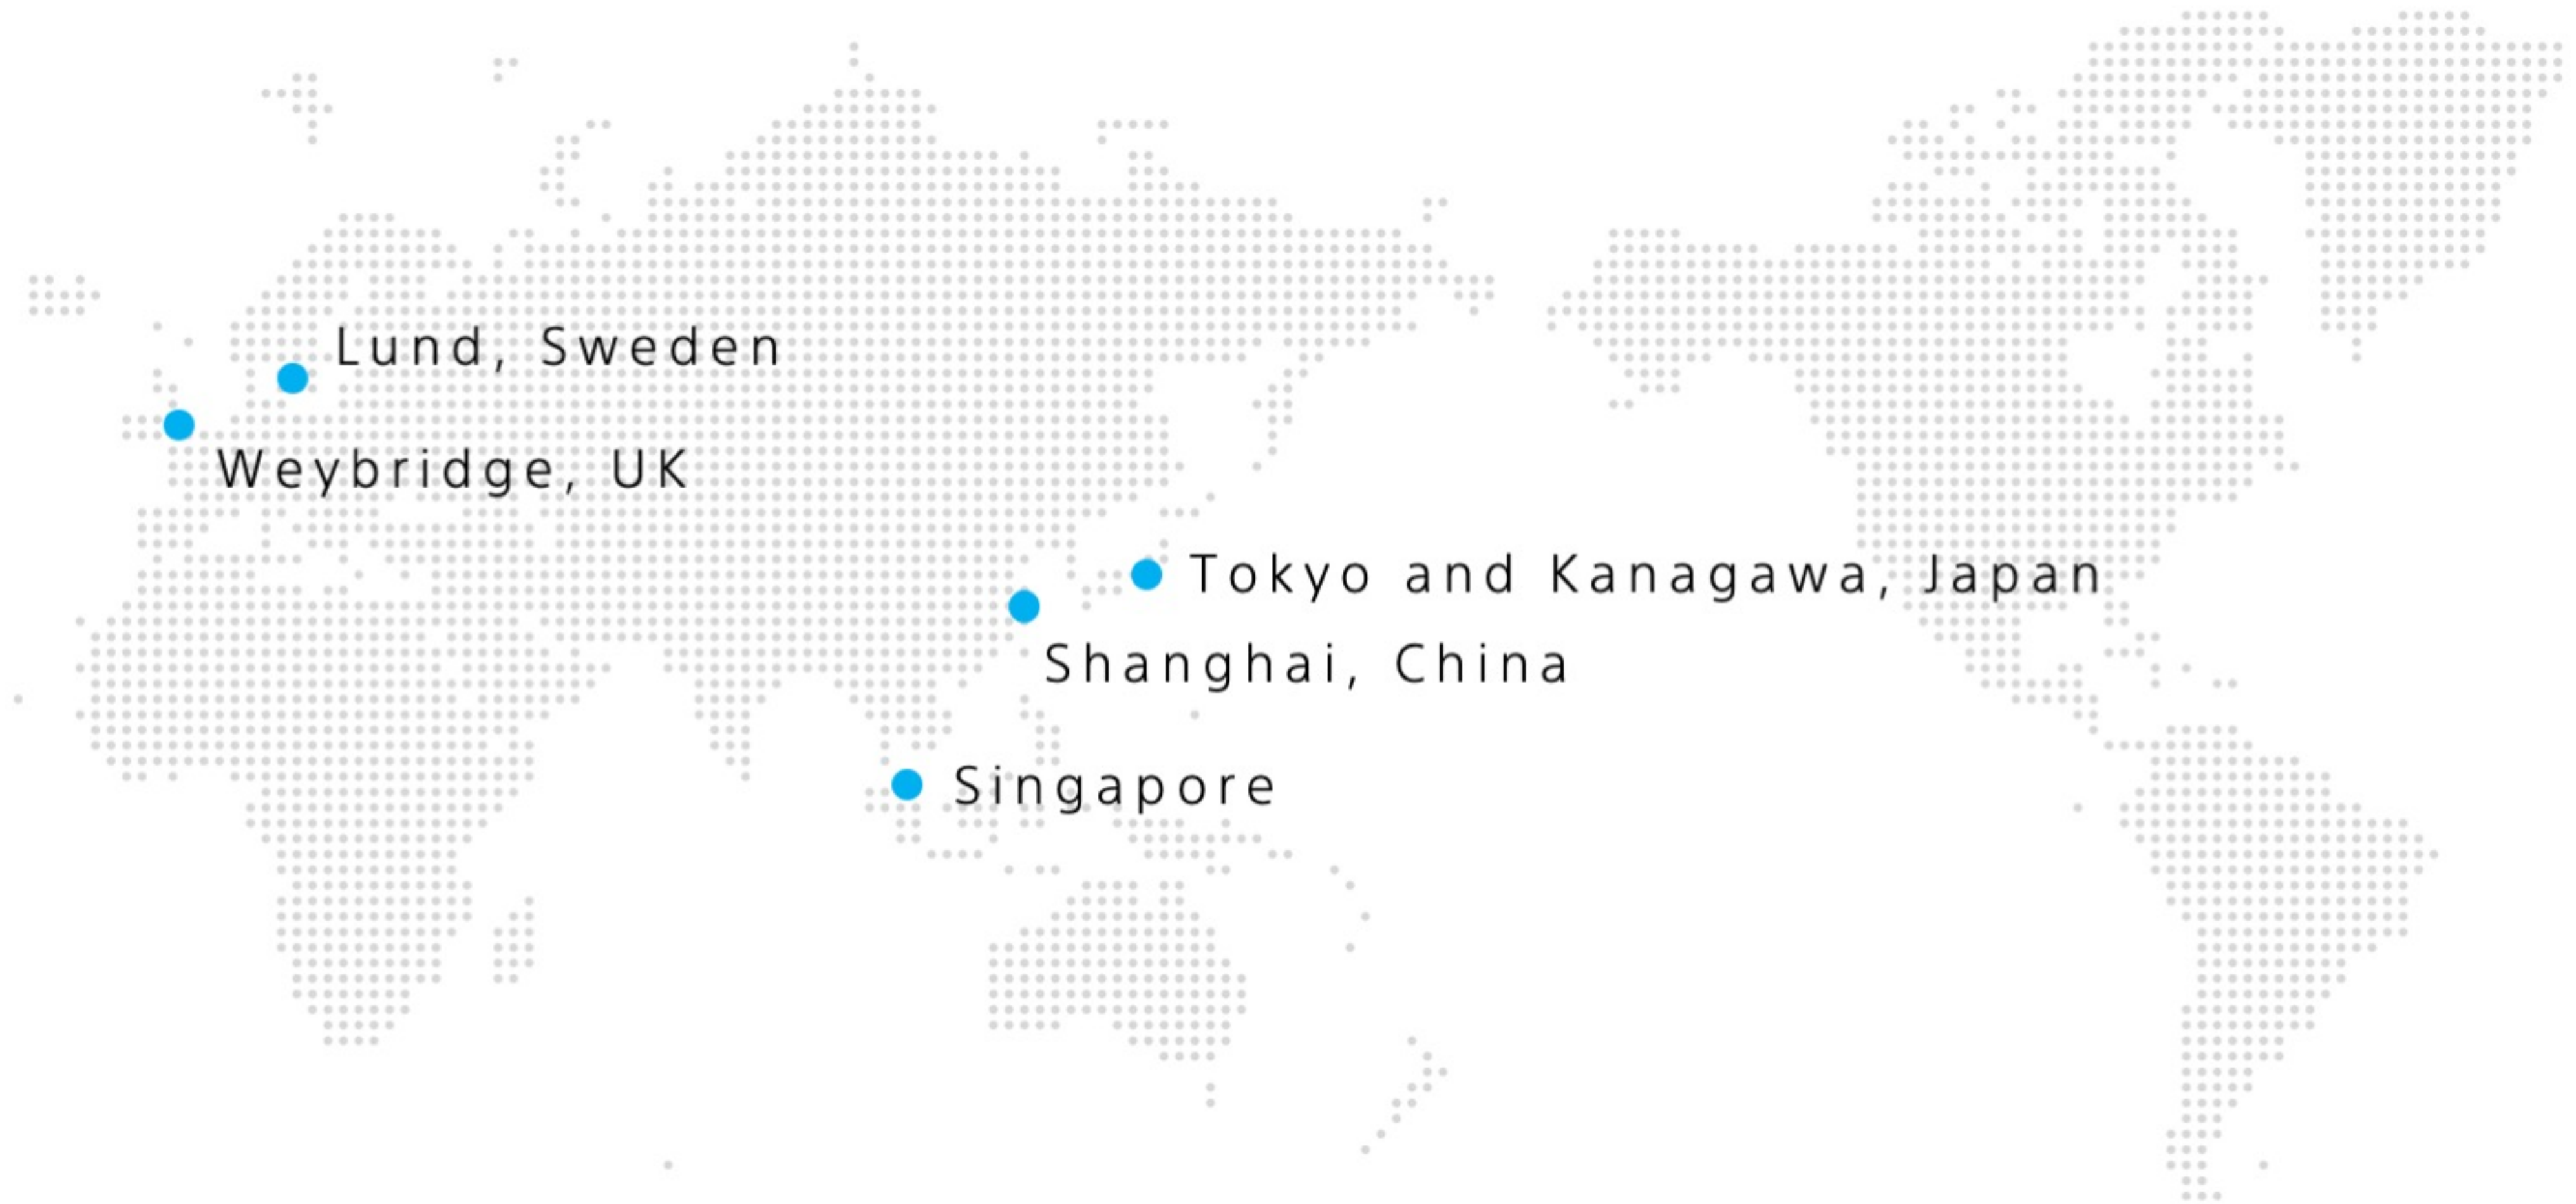 Lund, Sweden
Weybridge, UK
Tokyo and Kanagawa, Japan
Shanghai, China
Singapore